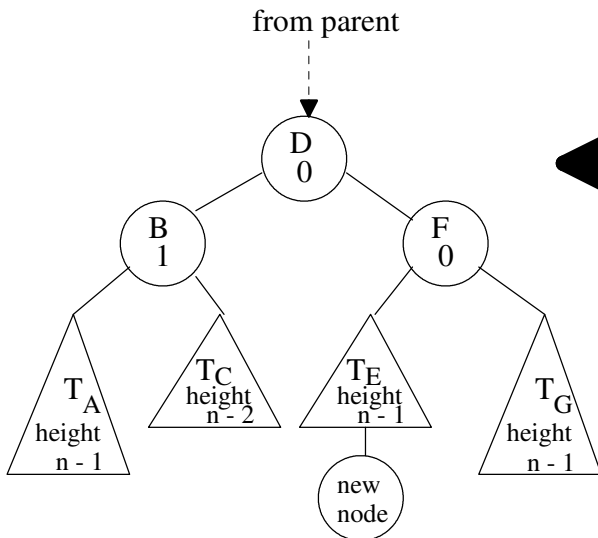 from parent
D
0
B
1
F
0
T_A
height
n - 1
T_C
height
n - 2
T_E
height
n - 1
T_G
height
n - 1
new
node